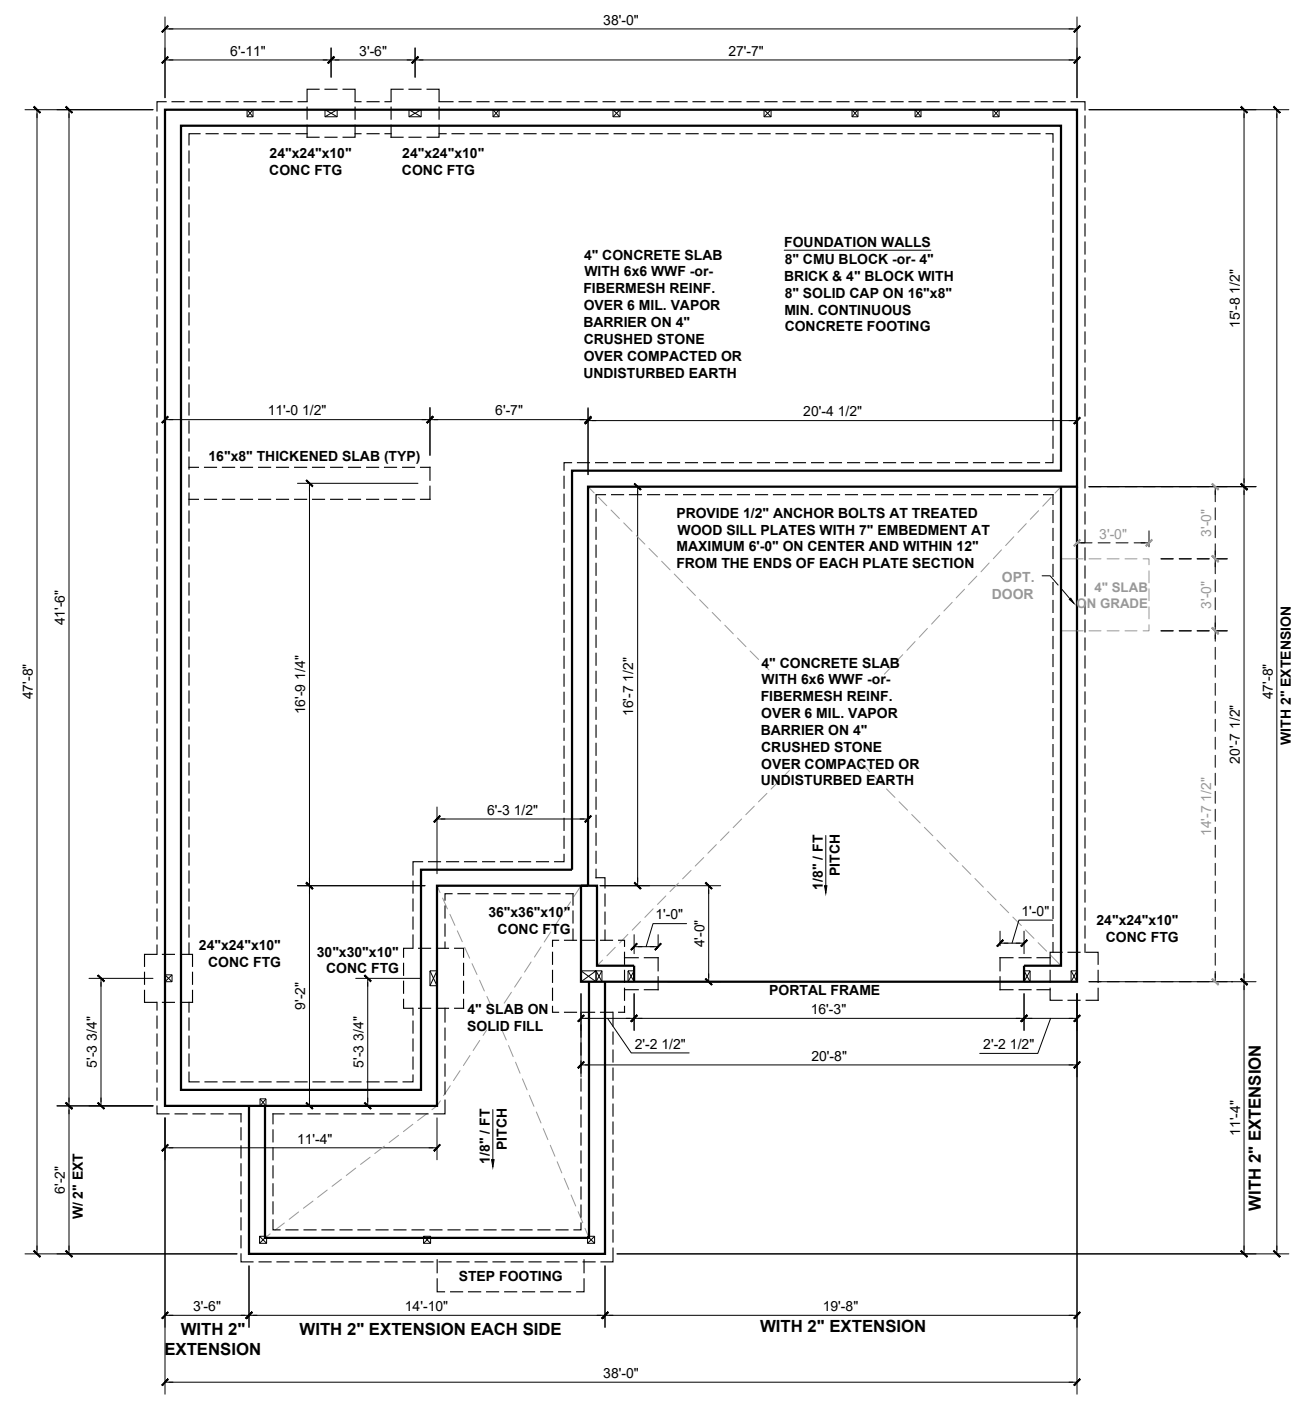 38'-0"
6'-11"
3'-6"
27'-7"
24"x24"x10"
CONC FTG
24"x24"x10"
CONC FTG
4" CONCRETE SLAB
WITH 6x6 WWF -or-
FIBERMESH REINF.
OVER 6 MIL. VAPOR
BARRIER ON 4"
CRUSHED STONE
OVER COMPACTED OR
UNDISTURBED EARTH
FOUNDATION WALLS
8" CMU BLOCK -or- 4"
BRICK & 4" BLOCK WITH
8" SOLID CAP ON 16"x8"
MIN. CONTINUOUS
CONCRETE FOOTING
15'-8 1/2"
11'-0 1/2"
6'-7"
20'-4 1/2"
16"x8" THICKENED SLAB (TYP)
PROVIDE 1/2" ANCHOR BOLTS AT TREATED
WOOD SILL PLATES WITH 7" EMBEDMENT AT
MAXIMUM 6'-0" ON CENTER AND WITHIN 12"
FROM THE ENDS OF EACH PLATE SECTION
3'-0"
3'-0"
OPT.
DOOR
4" SLAB
ON GRADE
3'-0"
41'-6"
47'-8"
16'-9 1/4"
16'-7 1/2"
4" CONCRETE SLAB
WITH 6x6 WWF -or-
FIBERMESH REINF.
OVER 6 MIL. VAPOR
BARRIER ON 4"
CRUSHED STONE
OVER COMPACTED OR
UNDISTURBED EARTH
20'-7 1/2"
47'-8"
WITH 2" EXTENSION
14'-7 1/2"
6'-3 1/2"
1/8" / FT
PITCH
36"x36"x10"
CONC FTG
1'-0"
4'-0"
1'-0"
24"x24"x10"
CONC FTG
24"x24"x10"
CONC FTG
30"x30"x10"
CONC FTG
9'-2"
4" SLAB ON
SOLID FILL
PORTAL FRAME
16'-3"
5'-3 3/4"
5'-3 3/4"
2'-2 1/2"
2'-2 1/2"
20'-8"
11'-4"
WITH 2" EXTENSION
11'-4"
1/8" / FT
PITCH
6'-2"
W/ 2" EXT
STEP FOOTING
3'-6"
14'-10"
19'-8"
WITH 2"
EXTENSION
WITH 2" EXTENSION EACH SIDE
WITH 2" EXTENSION
38'-0"